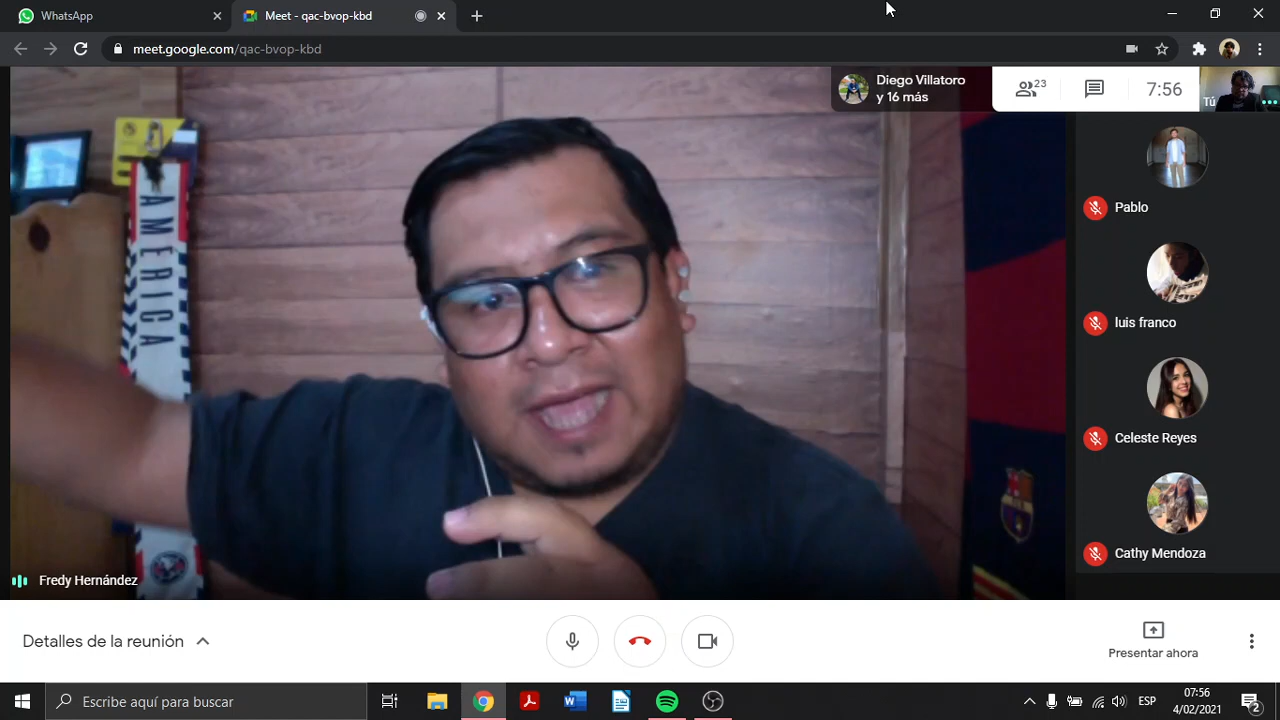 WhatsApp
Meet - qac-bvop-kbd
meet.google.com/qac-bvop-kbd
Diego Villatoro
y 16 más
23
7:56
Tú
AMERICA
Pablo
luis franco
Celeste Reyes
Cathy Mendoza
Fredy Hernández
Detalles de la reunión
Presentar ahora
Escribe aquí para buscar
ESP
07:56
4/02/2021
2